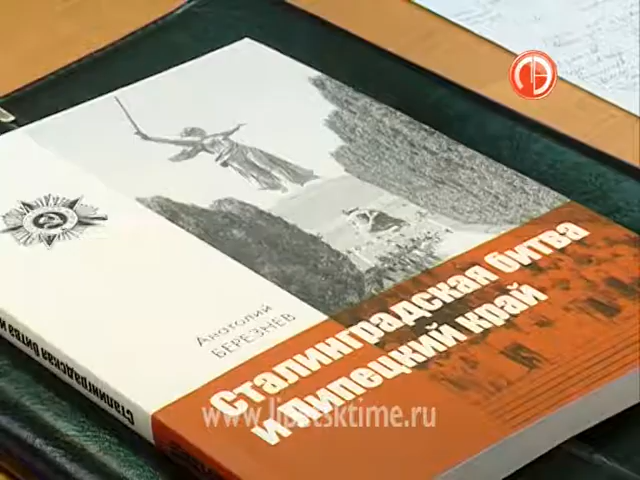 Анатолий
БЕРЕЗНЕВ
Сталинградская битва
и Липецкий край
Сталинградская битва и
www.lipetsktime.ru